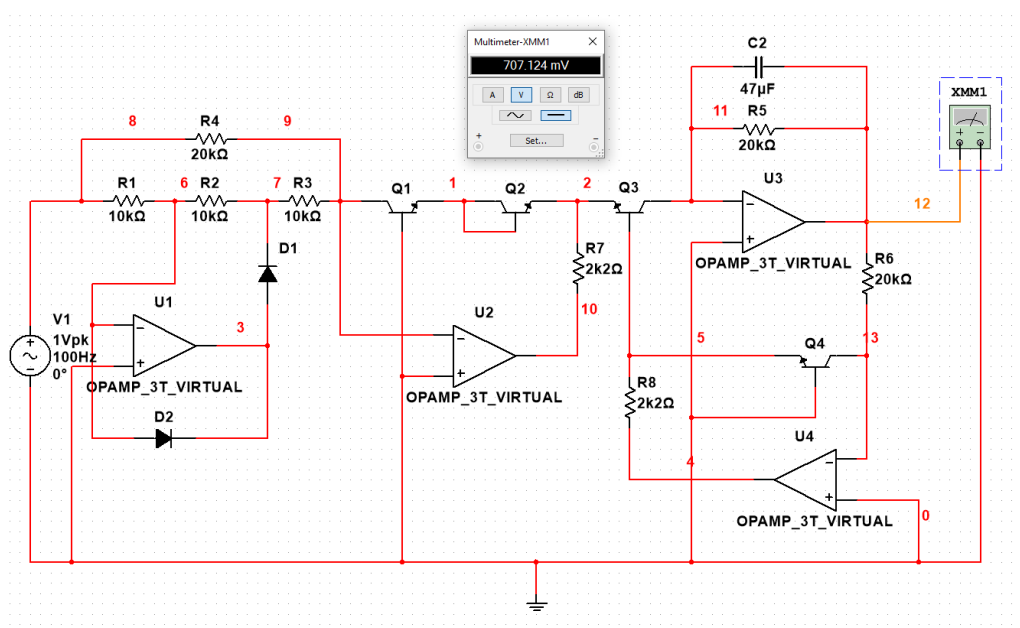 Multimeter-XMM1
707.124 mV
A
V
Ω
dB
+
−
Set...
C2
47µF
11
R5
20kΩ
XMM1
+
−
8
R4
9
20kΩ
R1
10kΩ
6
R2
10kΩ
7
R3
10kΩ
Q1
1
Q2
2
Q3
U3
−
+
OPAMP_3T_VIRTUAL
12
D1
R7
2k2Ω
R6
20kΩ
U1
3
−
+
OPAMP_3T_VIRTUAL
V1
1Vpk
100Hz
0°
+
−
D2
U2
10
−
+
OPAMP_3T_VIRTUAL
5
Q4
13
R8
2k2Ω
4
U4
−
+
OPAMP_3T_VIRTUAL
0